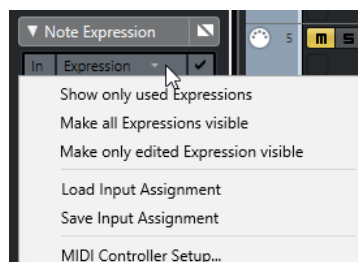 Note Expression
5 m S
In Expression
Show only used Expressions
Make all Expressions visible
Make only edited Expression visible
Load Input Assignment
Save Input Assignment
MIDI Controller Setup...